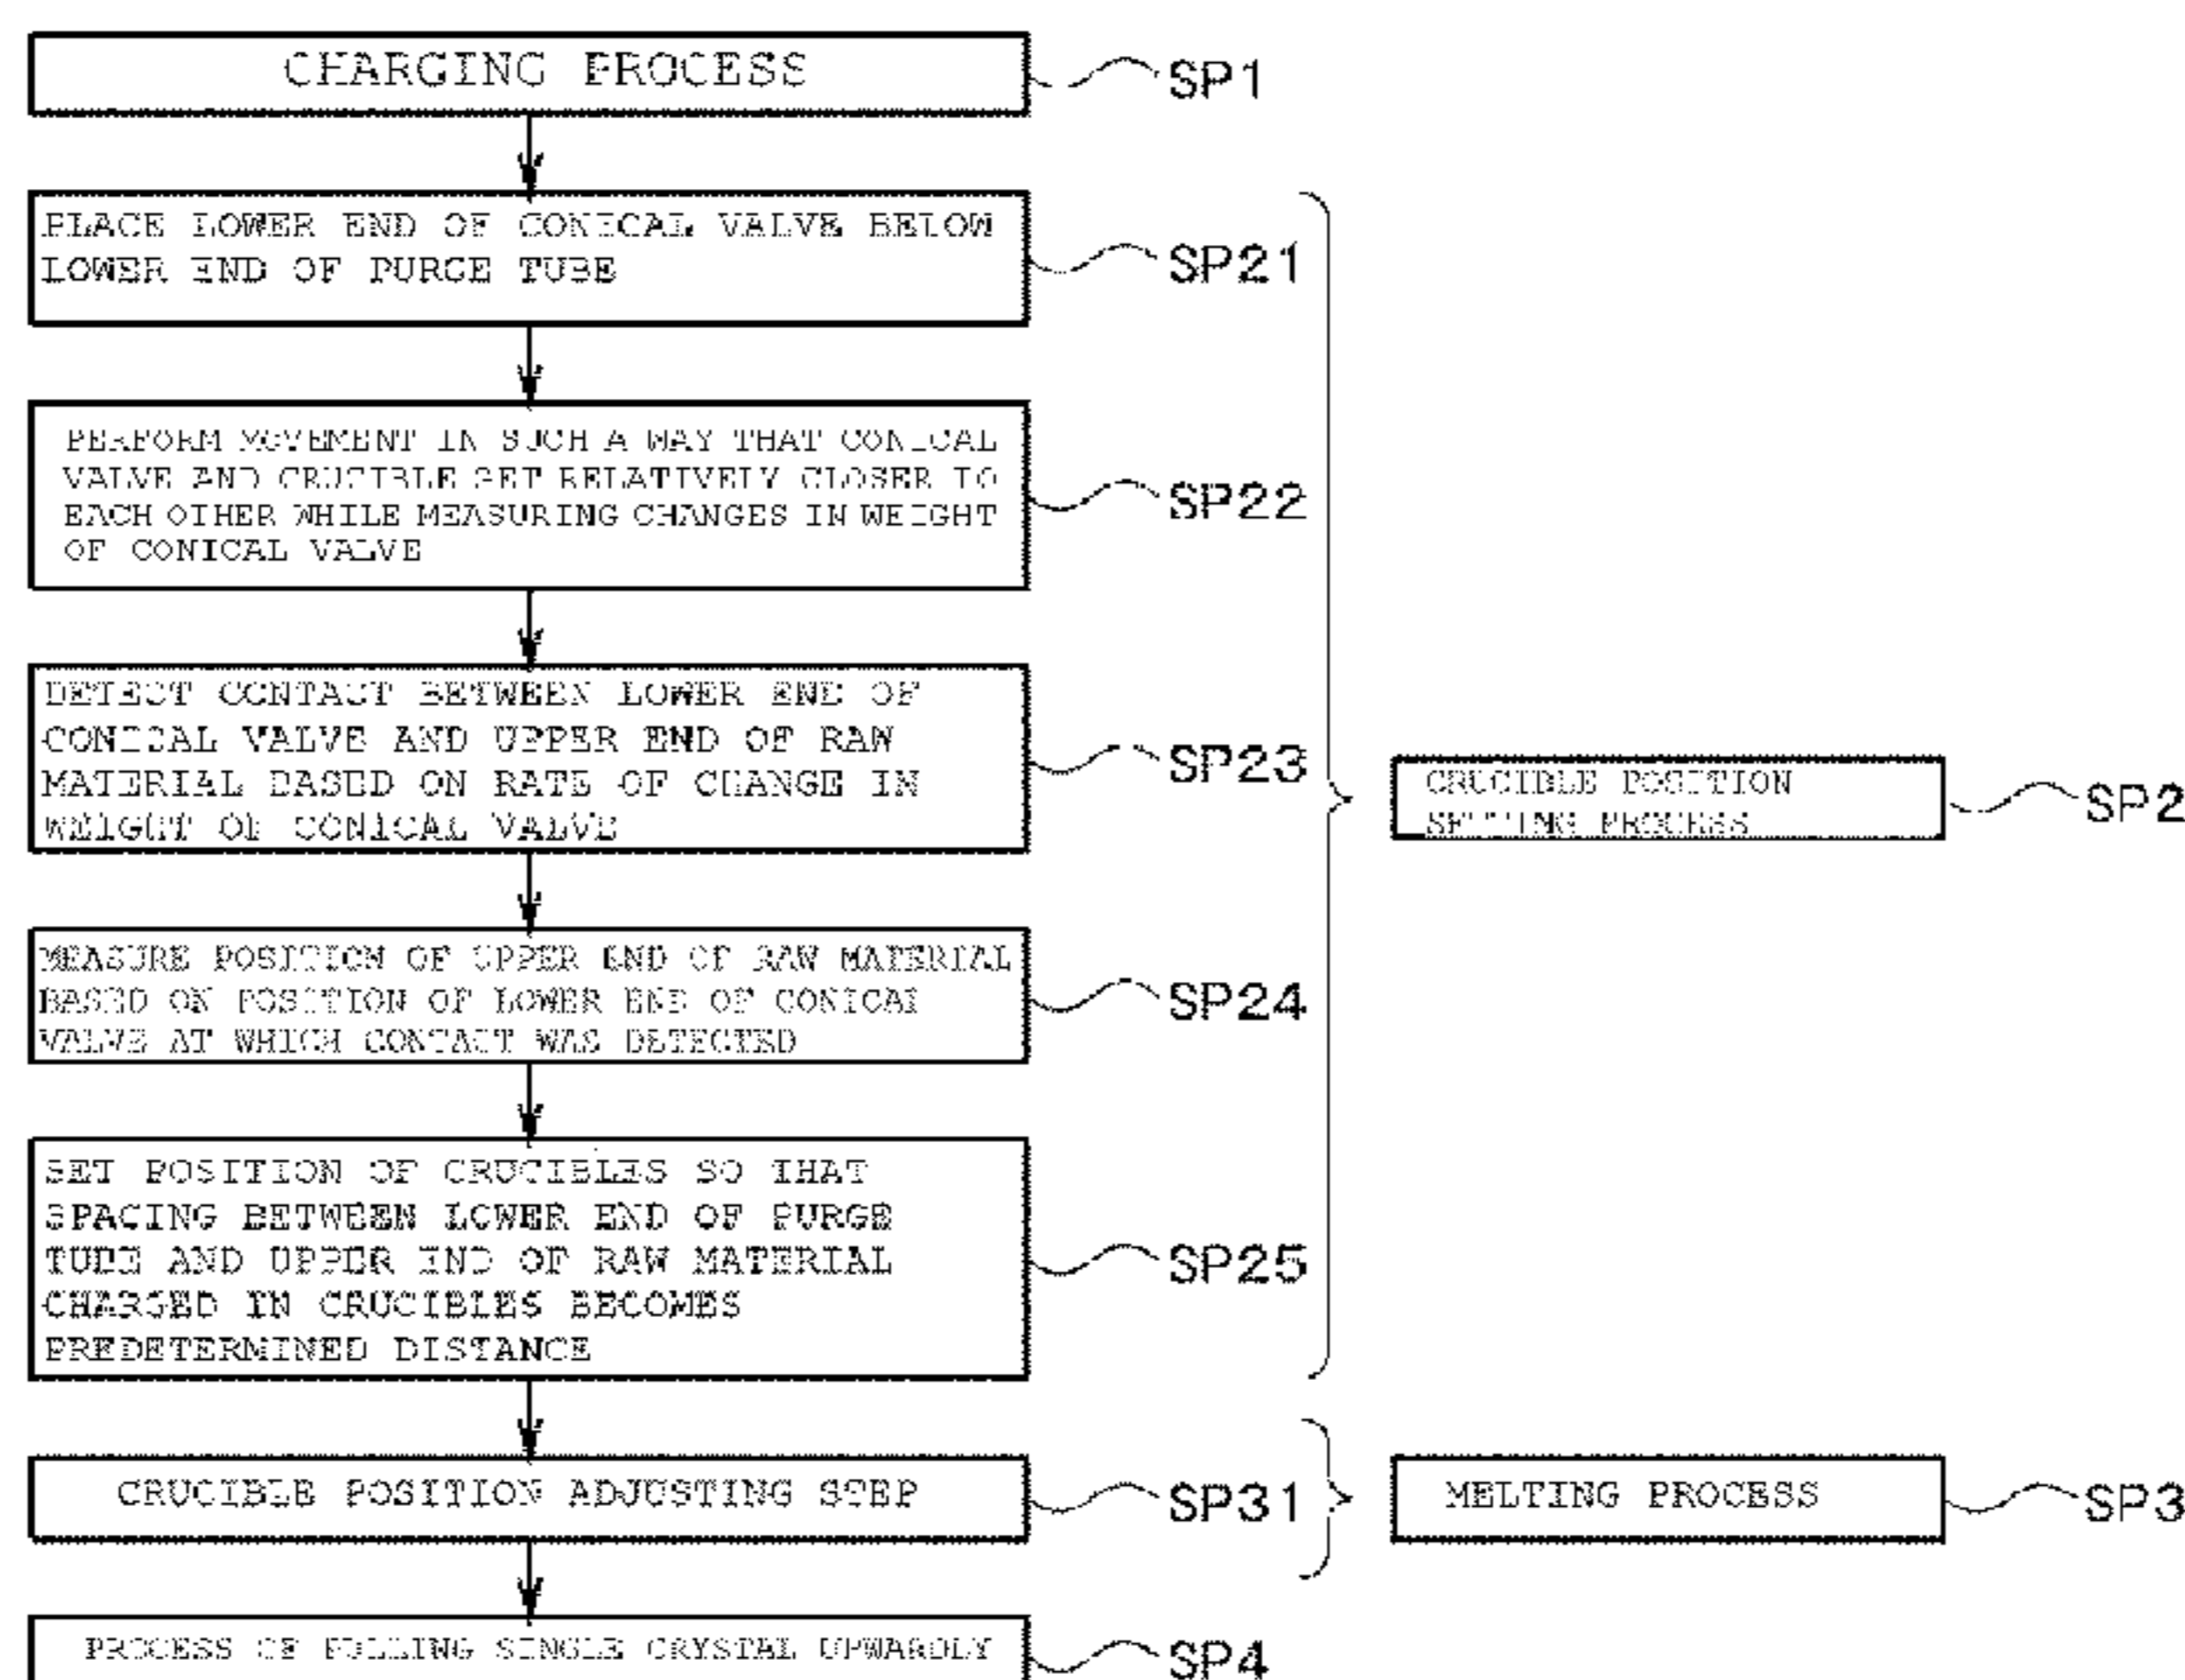 CHARGING PROCESS
SP1
PLACE LOWER END OF CONICAL VALVE BELOW
LOWER END OF PURGE TUBE
SP21
PERFORM MOVEMENT IN SUCH A WAY THAT CONICAL
VALVE AND CRUCIBLE GET RELATIVELY CLOSER TO
EACH OTHER WHILE MEASURING CHANGES IN WEIGHT
OF CONICAL VALVE
SP22
DETECT CONTACT BETWEEN LOWER END OF
CONICAL VALVE AND UPPER END OF RAW
MATERIAL BASED ON RATE OF CHANGE IN
WEIGHT OF CONICAL VALVE
SP23
CRUCIBLE POSITION
SETTING PROCESS
SP2
MEASURE POSITION OF UPPER END OF RAW MATERIAL
BASED ON POSITION OF LOWER END OF CONICAL
VALVE AT WHICH CONTACT WAS DETECTED
SP24
SET POSITION OF CRUCIBLES SO THAT
SPACING BETWEEN LOWER END OF PURGE
TUBE AND UPPER END OF RAW MATERIAL
CHARGED IN CRUCIBLES BECOMES
PREDETERMINED DISTANCE
SP25
CRUCIBLE POSITION ADJUSTING STEP
SP31
MELTING PROCESS
SP3
PROCESS OF PULLING SINGLE CRYSTAL UPWARDLY
SP4